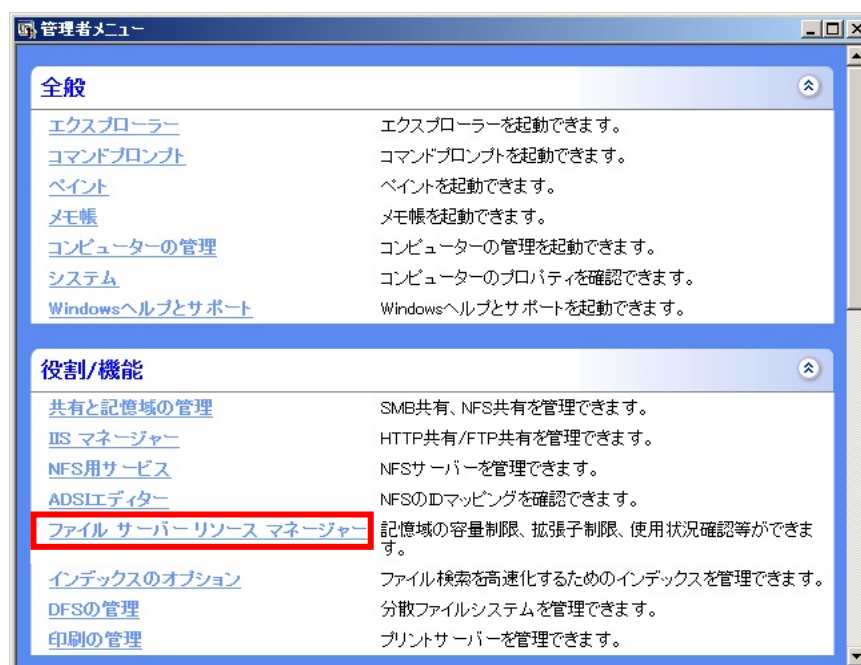 管理者メニュー
全般
エクスプローラー エクスプローラーを起動できます。
コマンドプロンプト コマンドプロンプトを起動できます。
ペイント ペイントを起動できます。
メモ帳 メモ帳を起動できます。
コンピューターの管理 コンピューターの管理を起動できます。
システム コンピューターのプロパティを確認できます。
Windowsヘルプとサポート Windowsヘルプとサポートを起動できます。
役割/機能
共有と記憶域の管理 SMB共有、NFS共有を管理できます。
IIS マネージャー HTTP共有/FTP共有を管理できます。
NFS用サービス NFSサーバーを管理できます。
ADSIエディター NFSのIDマッピングを確認できます。
ファイル サーバー リソース マネージャー 記憶域の容量制限、拡張子制限、使用状況確認等ができま
す。
インデックスのオプション ファイル検索を高速化するためのインデックスを管理できます。
DFSの管理 分散ファイルシステムを管理できます。
印刷の管理 プリントサーバーを管理できます。